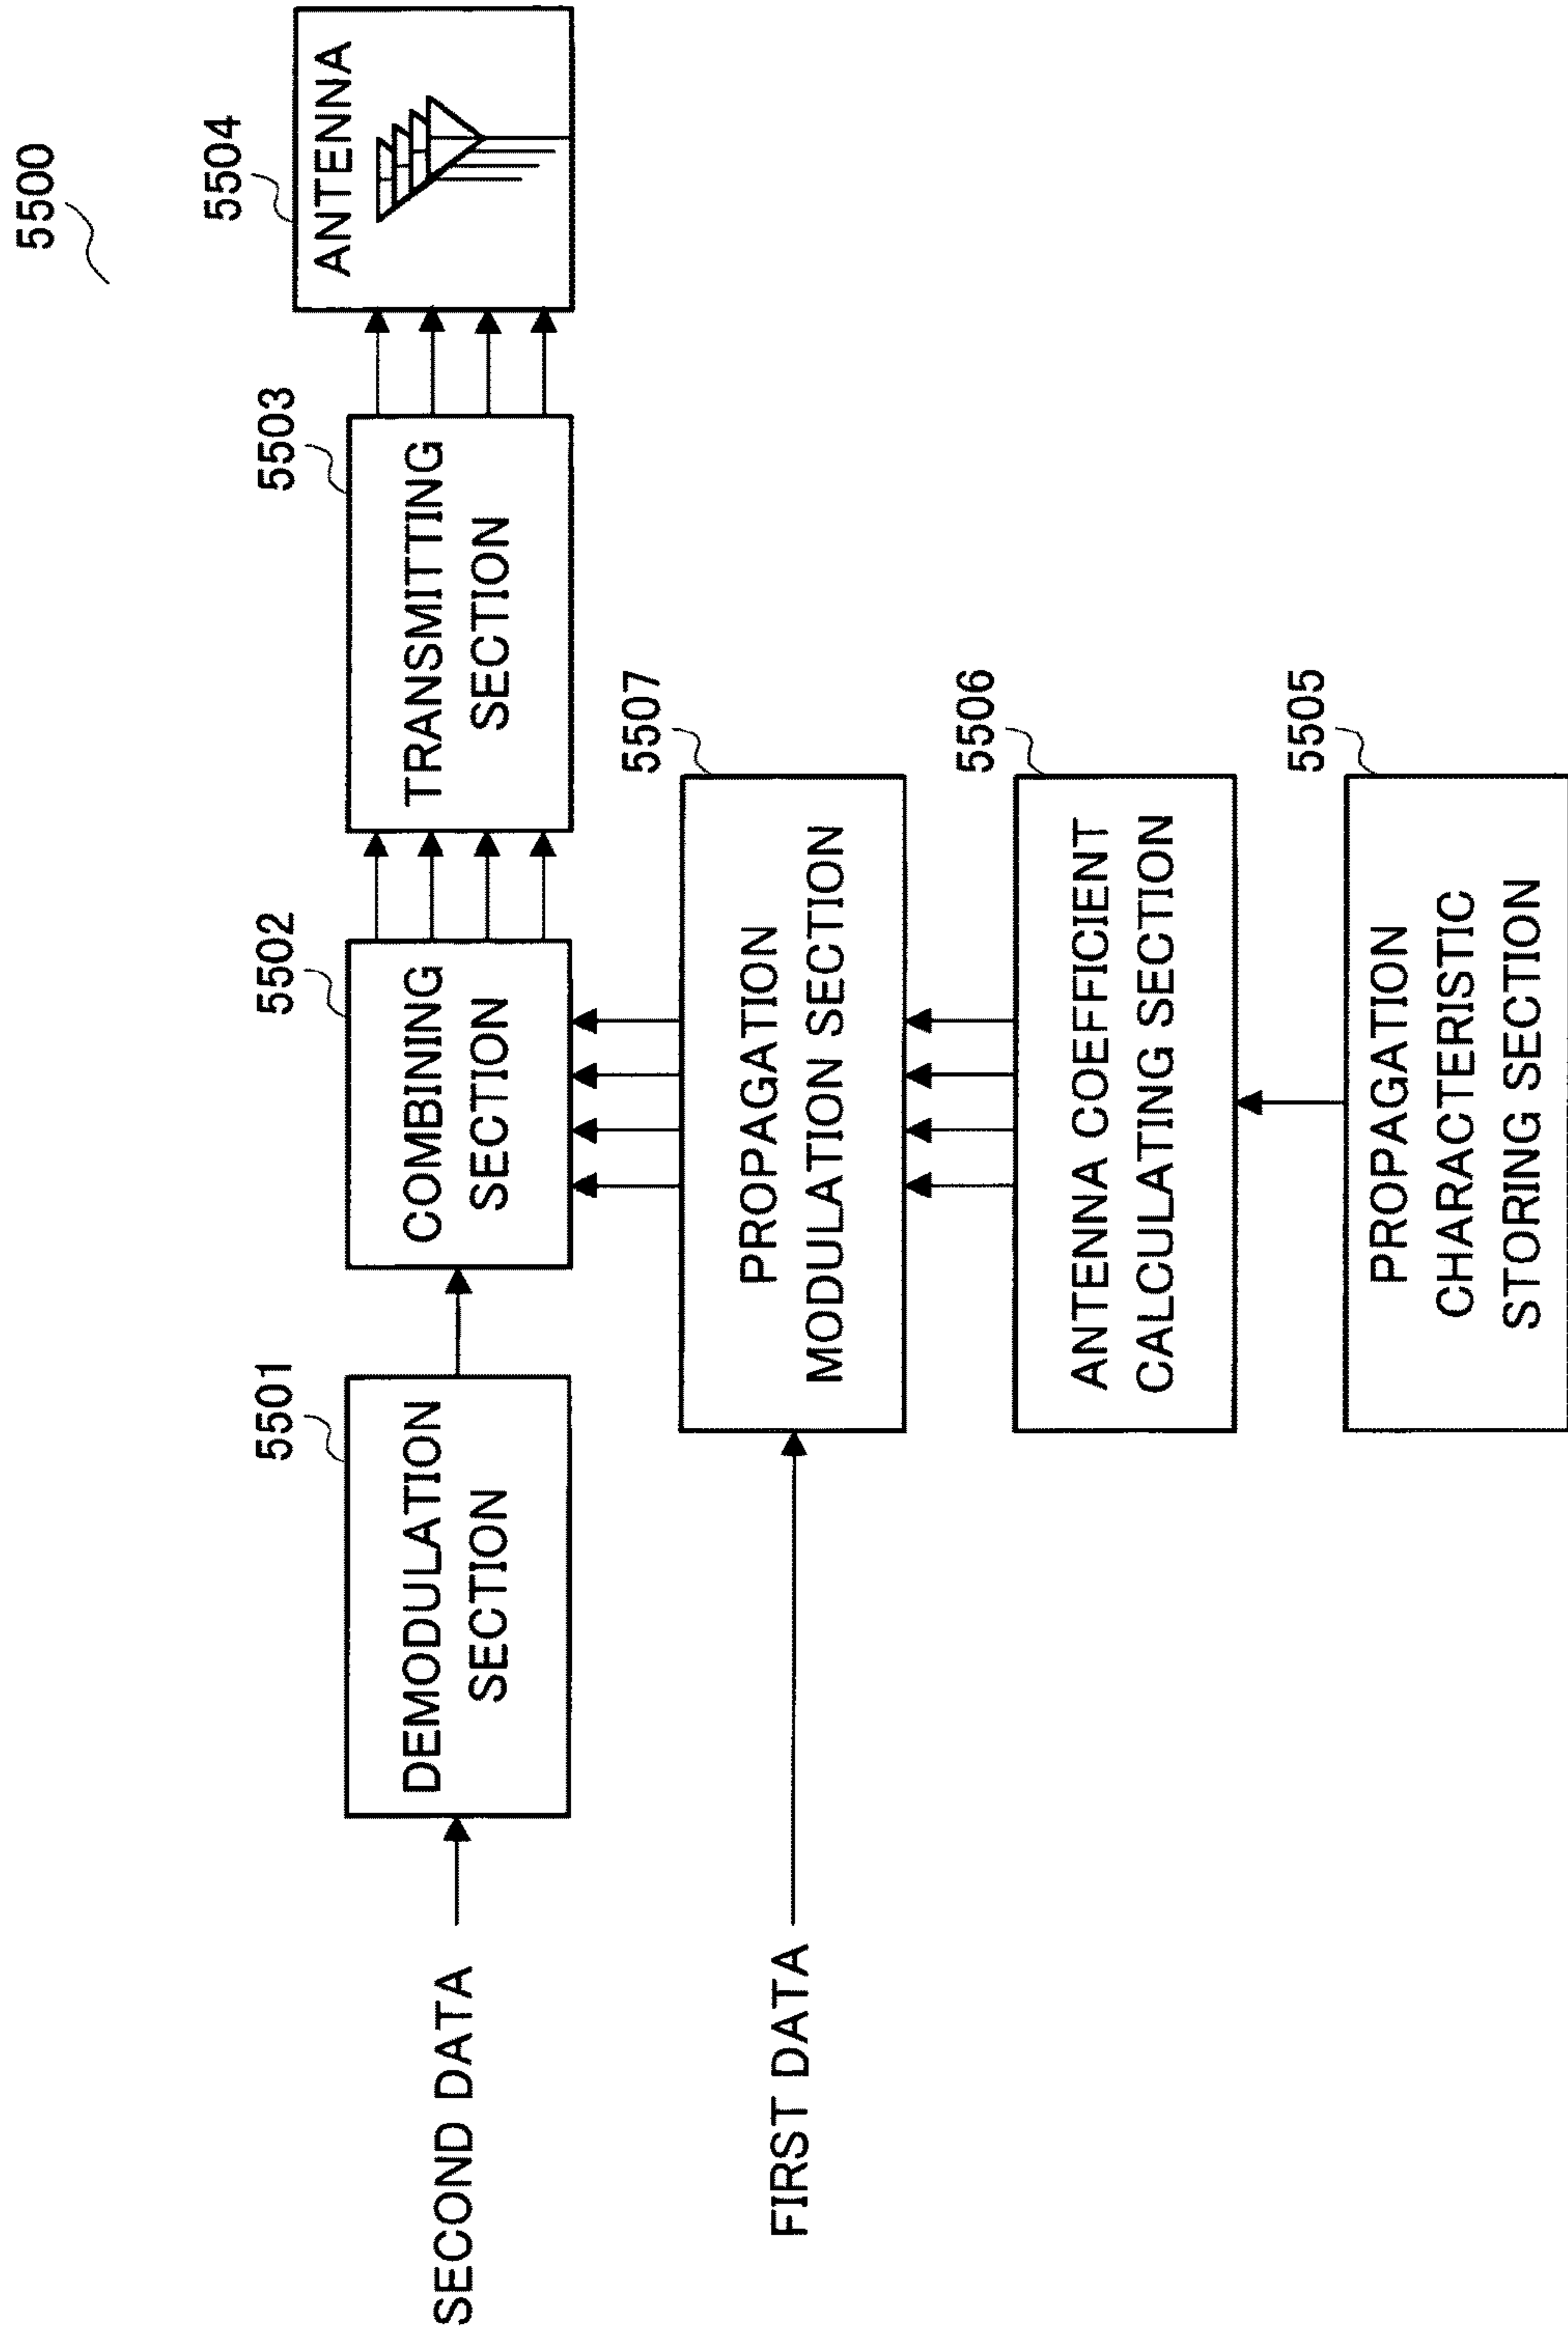 5500
5504
ANTENNA
5503
TRANSMITTING
SECTION
5502
COMBINING
SECTION
5501
DEMODULATION
SECTION
SECOND DATA
5507
PROPAGATION
MODULATION SECTION
FIRST DATA
5506
ANTENNA COEFFICIENT
CALCULATING SECTION
5505
PROPAGATION
CHARACTERISTIC
STORING SECTION